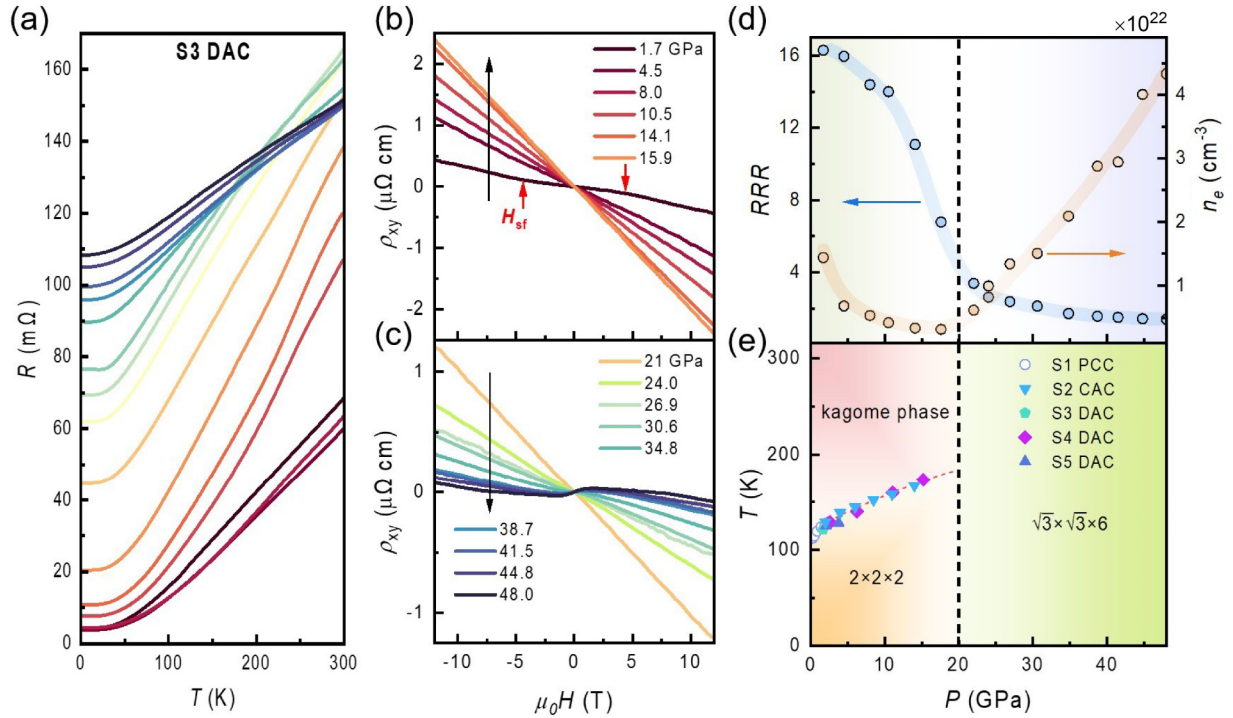 (a)
S3 DAC
160
140
120
100
80
60
40
20
0
R (mΩ)
0 100 200 300
T (K)
(b)
2
1
0
-1
-2
ρxy (μΩ cm)
1.7 GPa
4.5
8.0
10.5
14.1
15.9
Hsf
(c)
1
0
-1
ρxy (μΩ cm)
21 GPa
24.0
26.9
30.6
34.8
38.7
41.5
44.8
48.0
-10 -5 0 5 10
μ0H (T)
(d)
×10²²
16
12
8
4
RRR
4
3
2
1
ne (cm-3)
(e)
300
200
100
0
T (K)
kagome phase
2×2×2
√3×√3×6
S1 PCC
S2 CAC
S3 DAC
S4 DAC
S5 DAC
0 10 20 30 40
P (GPa)